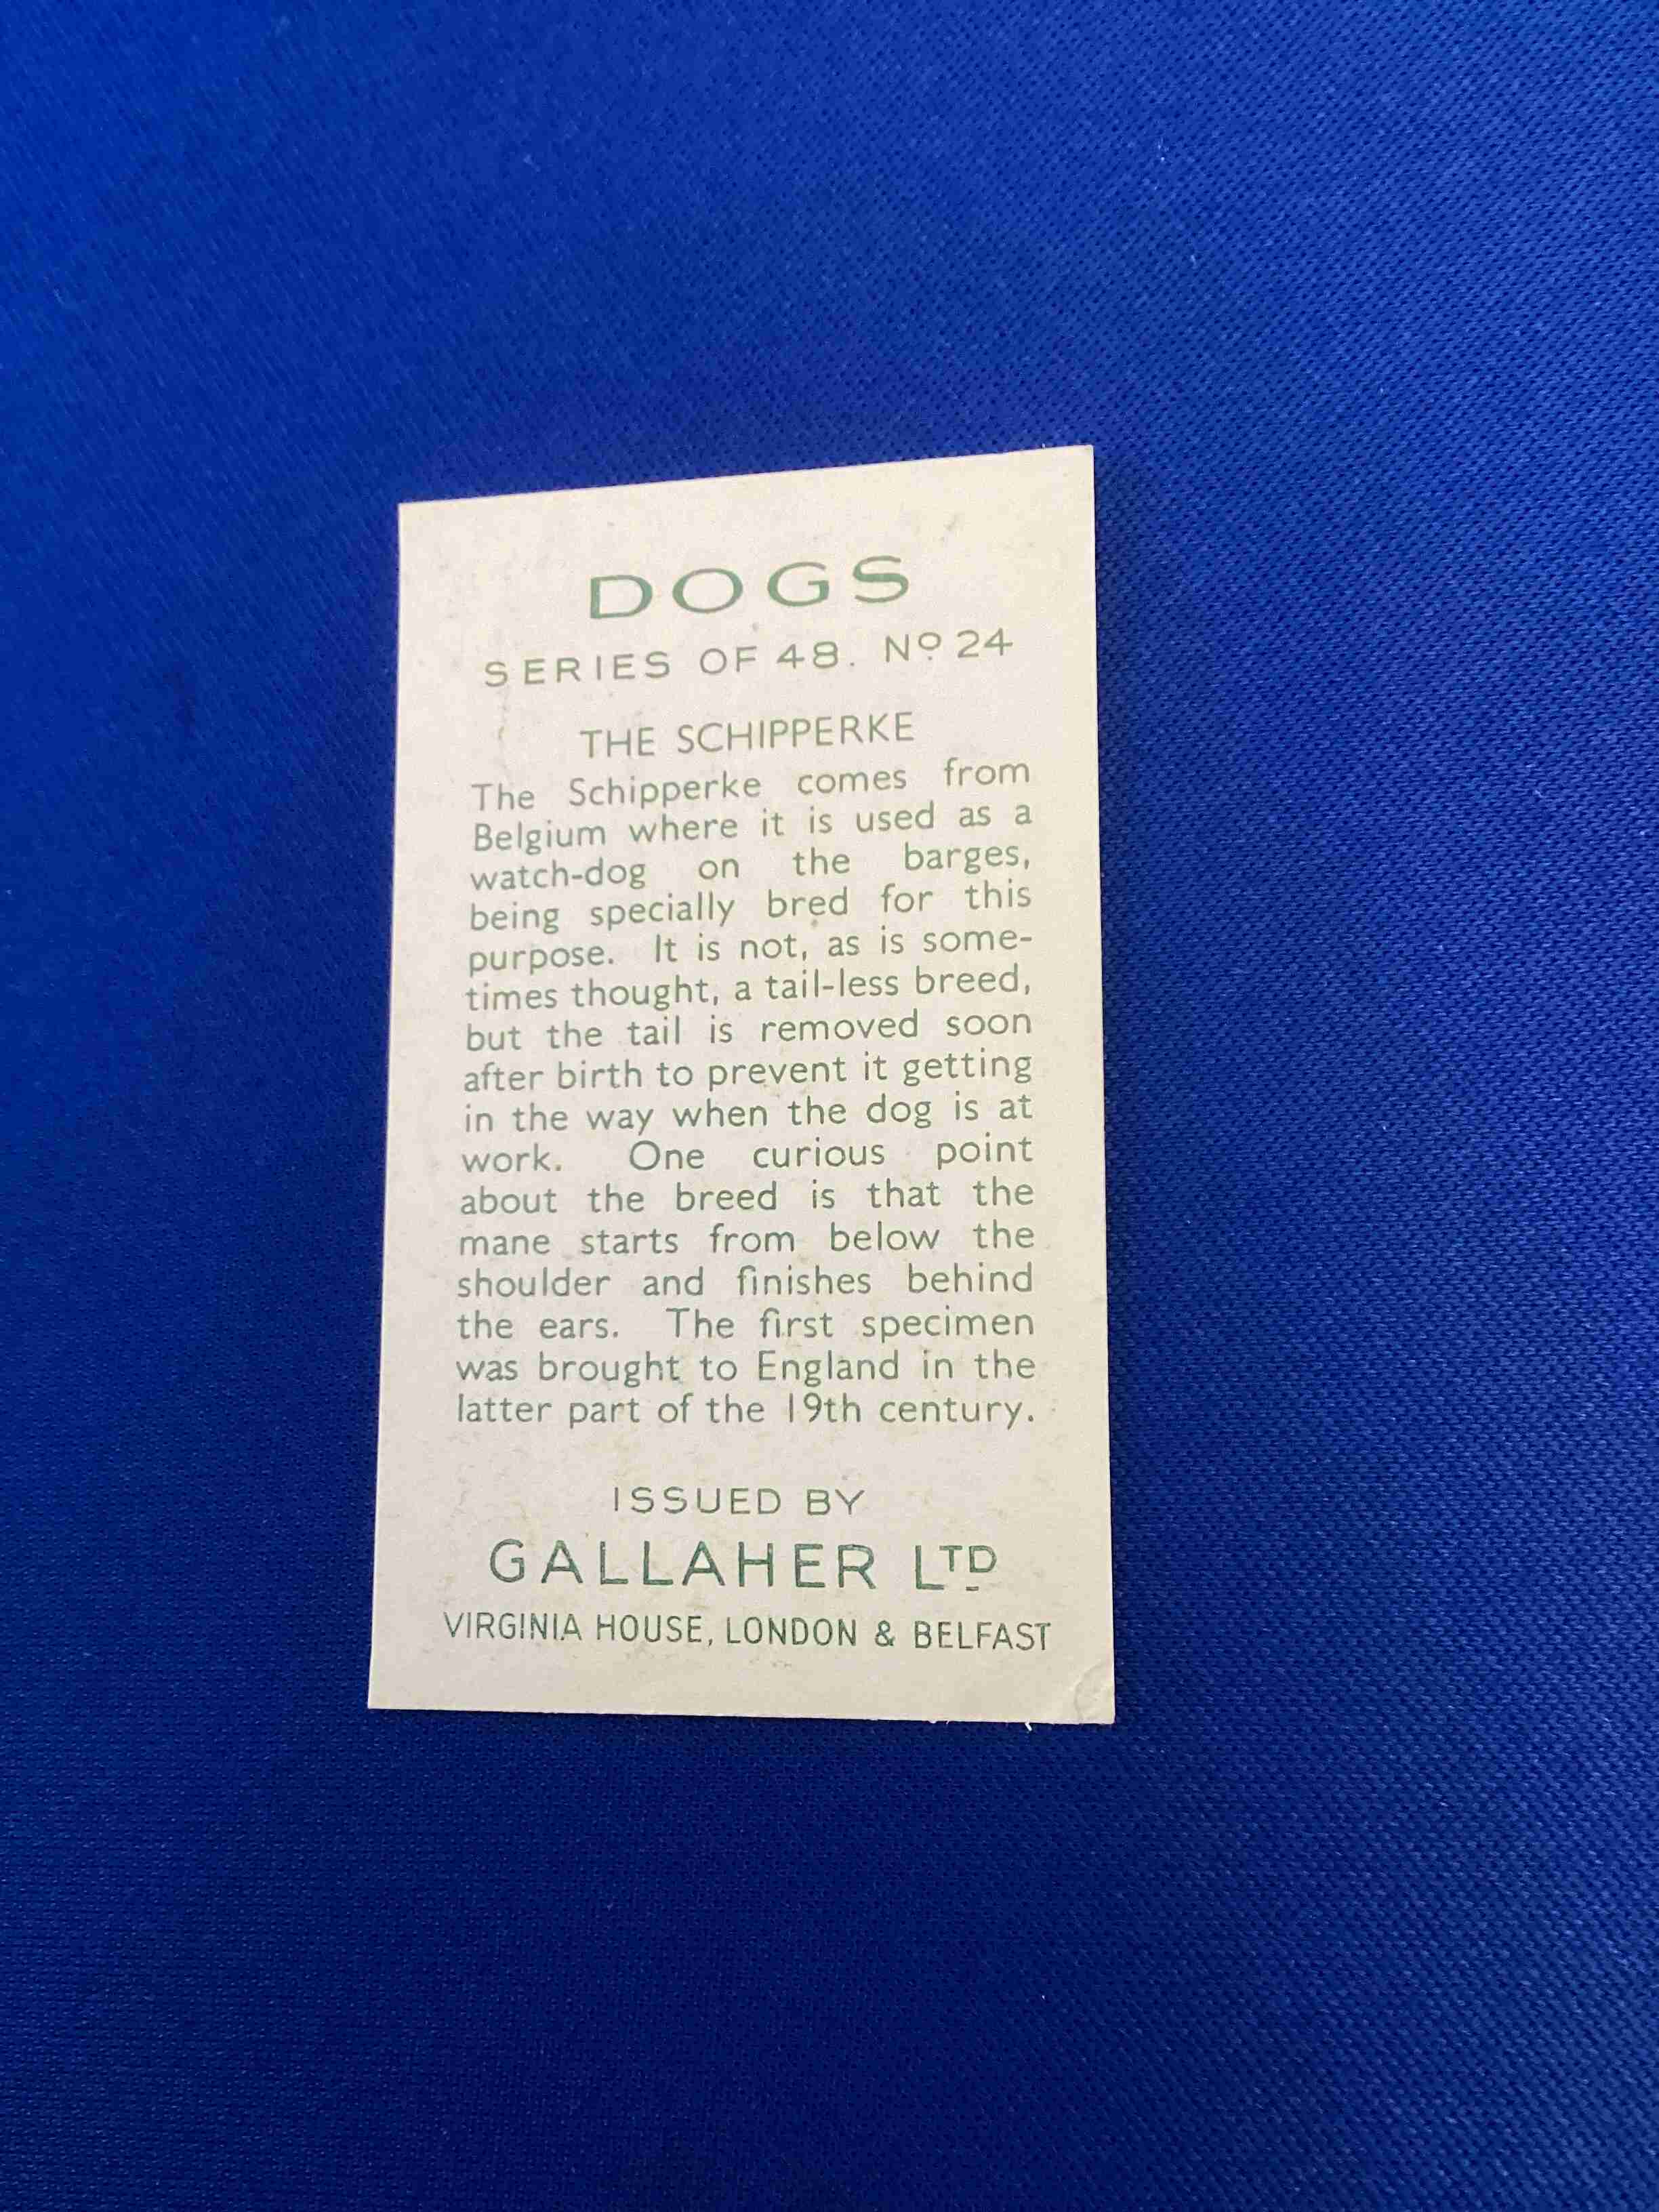 DOGS
SERIES OF 48. Nº 24
THE SCHIPPERKE
The Schipperke comes from
Belgium where it is used as a
watch-dog on the barges,
being specially bred for this
purpose. It is not, as is some-
times thought, a tail-less breed,
but the tail is removed soon
after birth to prevent it getting
in the way when the dog is at
work. One curious point
about the breed is that the
mane starts from below the
shoulder and finishes behind
the ears. The first specimen
was brought to England in the
latter part of the 19th century.
ISSUED BY
GALLAHER LTD
VIRGINIA HOUSE, LONDON & BELFAST